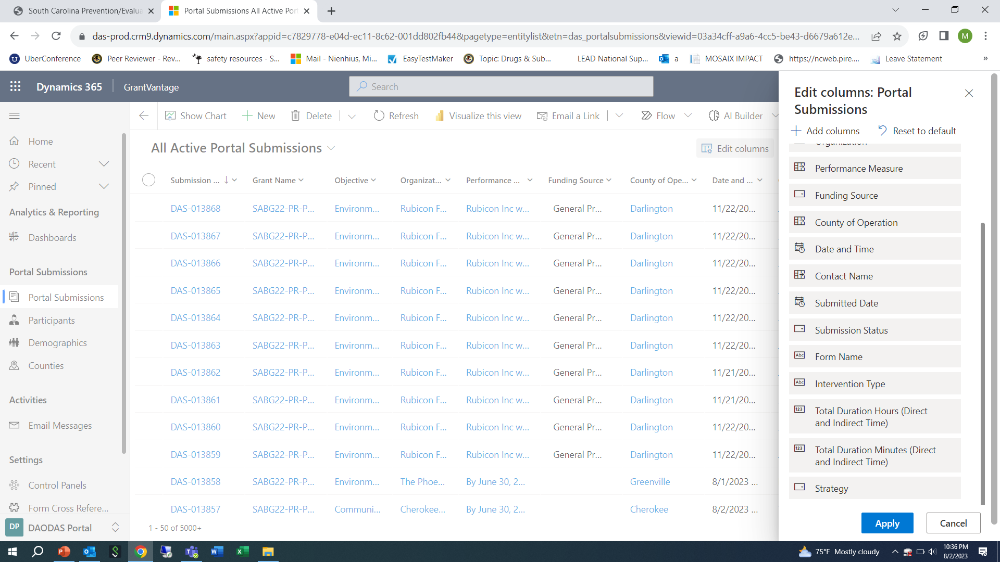 South Carolina Prevention/Evalua
Portal Submissions All Active Port
das-prod.crm9.dynamics.com/main.aspx?appid=c7829778-e04d-ec11-8c62-001dd802fb44&pagetype=entitylist&etn=das_portalsubmissions&viewid=03a34cff-a9a6-4cc5-be43-d6679a612e...
M
UberConference
Peer Reviewer - Rev...
safety resources - S...
Mail - Nienhius, Mi...
EasyTestMaker
Topic: Drugs & Sub...
LEAD National Sup...
a
MOSAIX IMPACT
https://ncweb.pire....
Leave Statement
»
Dynamics 365
GrantVantage
Search
Show Chart
New
Delete
Refresh
Visualize this view
Email a Link
Flow
AI Builder
Home
Recent
Pinned
Analytics & Reporting
Dashboards
Portal Submissions
Portal Submissions
Participants
Demographics
Counties
Activities
Email Messages
Settings
Control Panels
Form Cross Refere...
DP DAODAS Portal
All Active Portal Submissions
Edit columns
Submission ... Grant Name Objective Organizat... Performance ... Funding Source County of Ope... Date and ...
DAS-013868 SABG22-PR-P... Environm... Rubicon F... Rubicon Inc w... General Pr... Darlington 11/22/20...
DAS-013867 SABG22-PR-P... Environm... Rubicon F... Rubicon Inc w... General Pr... Darlington 11/22/20...
DAS-013866 SABG22-PR-P... Environm... Rubicon F... Rubicon Inc w... General Pr... Darlington 11/22/20...
DAS-013865 SABG22-PR-P... Environm... Rubicon F... Rubicon Inc w... General Pr... Darlington 11/22/20...
DAS-013864 SABG22-PR-P... Environm... Rubicon F... Rubicon Inc w... General Pr... Darlington 11/22/20...
DAS-013863 SABG22-PR-P... Environm... Rubicon F... Rubicon Inc w... General Pr... Darlington 11/22/20...
DAS-013862 SABG22-PR-P... Environm... Rubicon F... Rubicon Inc w... General Pr... Darlington 11/21/20...
DAS-013861 SABG22-PR-P... Environm... Rubicon F... Rubicon Inc w... General Pr... Darlington 11/21/20...
DAS-013860 SABG22-PR-P... Environm... Rubicon F... Rubicon Inc w... General Pr... Darlington 11/22/20...
DAS-013859 SABG22-PR-P... Environm... Rubicon F... Rubicon Inc w... General Pr... Darlington 11/22/20...
DAS-013858 SABG22-PR-P... Environm... The Phoe... By June 30, 2... Greenville 8/1/2023 ...
DAS-013857 SABG22-PR-P... Communi... Cherokee... By June 30, 2... Cherokee 8/2/2023 ...
1 - 50 of 5000+
Edit columns: Portal
Submissions
Add columns
Reset to default
Organization
Performance Measure
Funding Source
County of Operation
Date and Time
Contact Name
Submitted Date
Submission Status
Abc Form Name
Abc Intervention Type
123 Total Duration Hours (Direct
and Indirect Time)
123 Total Duration Minutes (Direct
and Indirect Time)
Strategy
Apply
Cancel
75°F Mostly cloudy
10:36 PM
8/2/2023